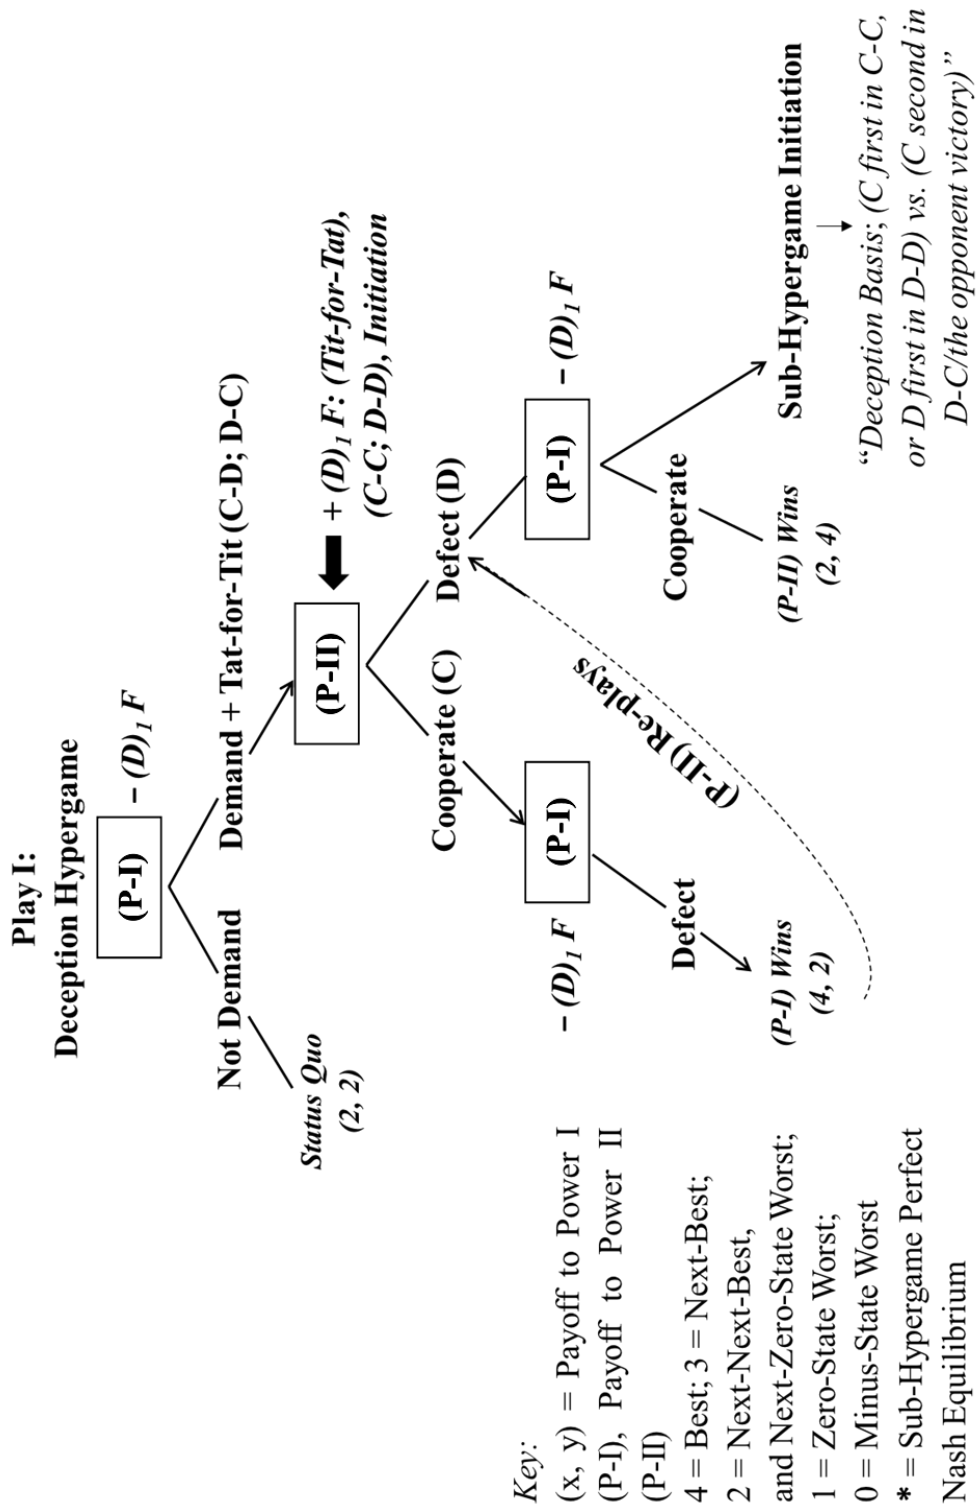 Play I:
Deception Hypergame
(P-I)
– (D)1 F
Not Demand
Demand + Tat-for-Tit (C-D; D-C)
Status Quo
(2, 2)
(P-II)
+ (D)1 F: (Tit-for-Tat),
(C-C; D-D), Initiation
Cooperate (C)
Defect (D)
– (D)1 F
(P-I)
(P-I)
– (D)1 F
Defect
(P-I) Wins
(4, 2)
(P-II) Re-plays
Cooperate
(P-II) Wins
(2, 4)
Sub-Hypergame Initiation
“Deception Basis; (C first in C-C,
or D first in D-D) vs. (C second in
D-C/the opponent victory)”
Key:
(x, y) = Payoff to Power I
(P-I), Payoff to Power II
(P-II)
4 = Best; 3 = Next-Best;
2 = Next-Next-Best,
and Next-Zero-State Worst;
1 = Zero-State Worst;
0 = Minus-State Worst
* = Sub-Hypergame Perfect
Nash Equilibrium